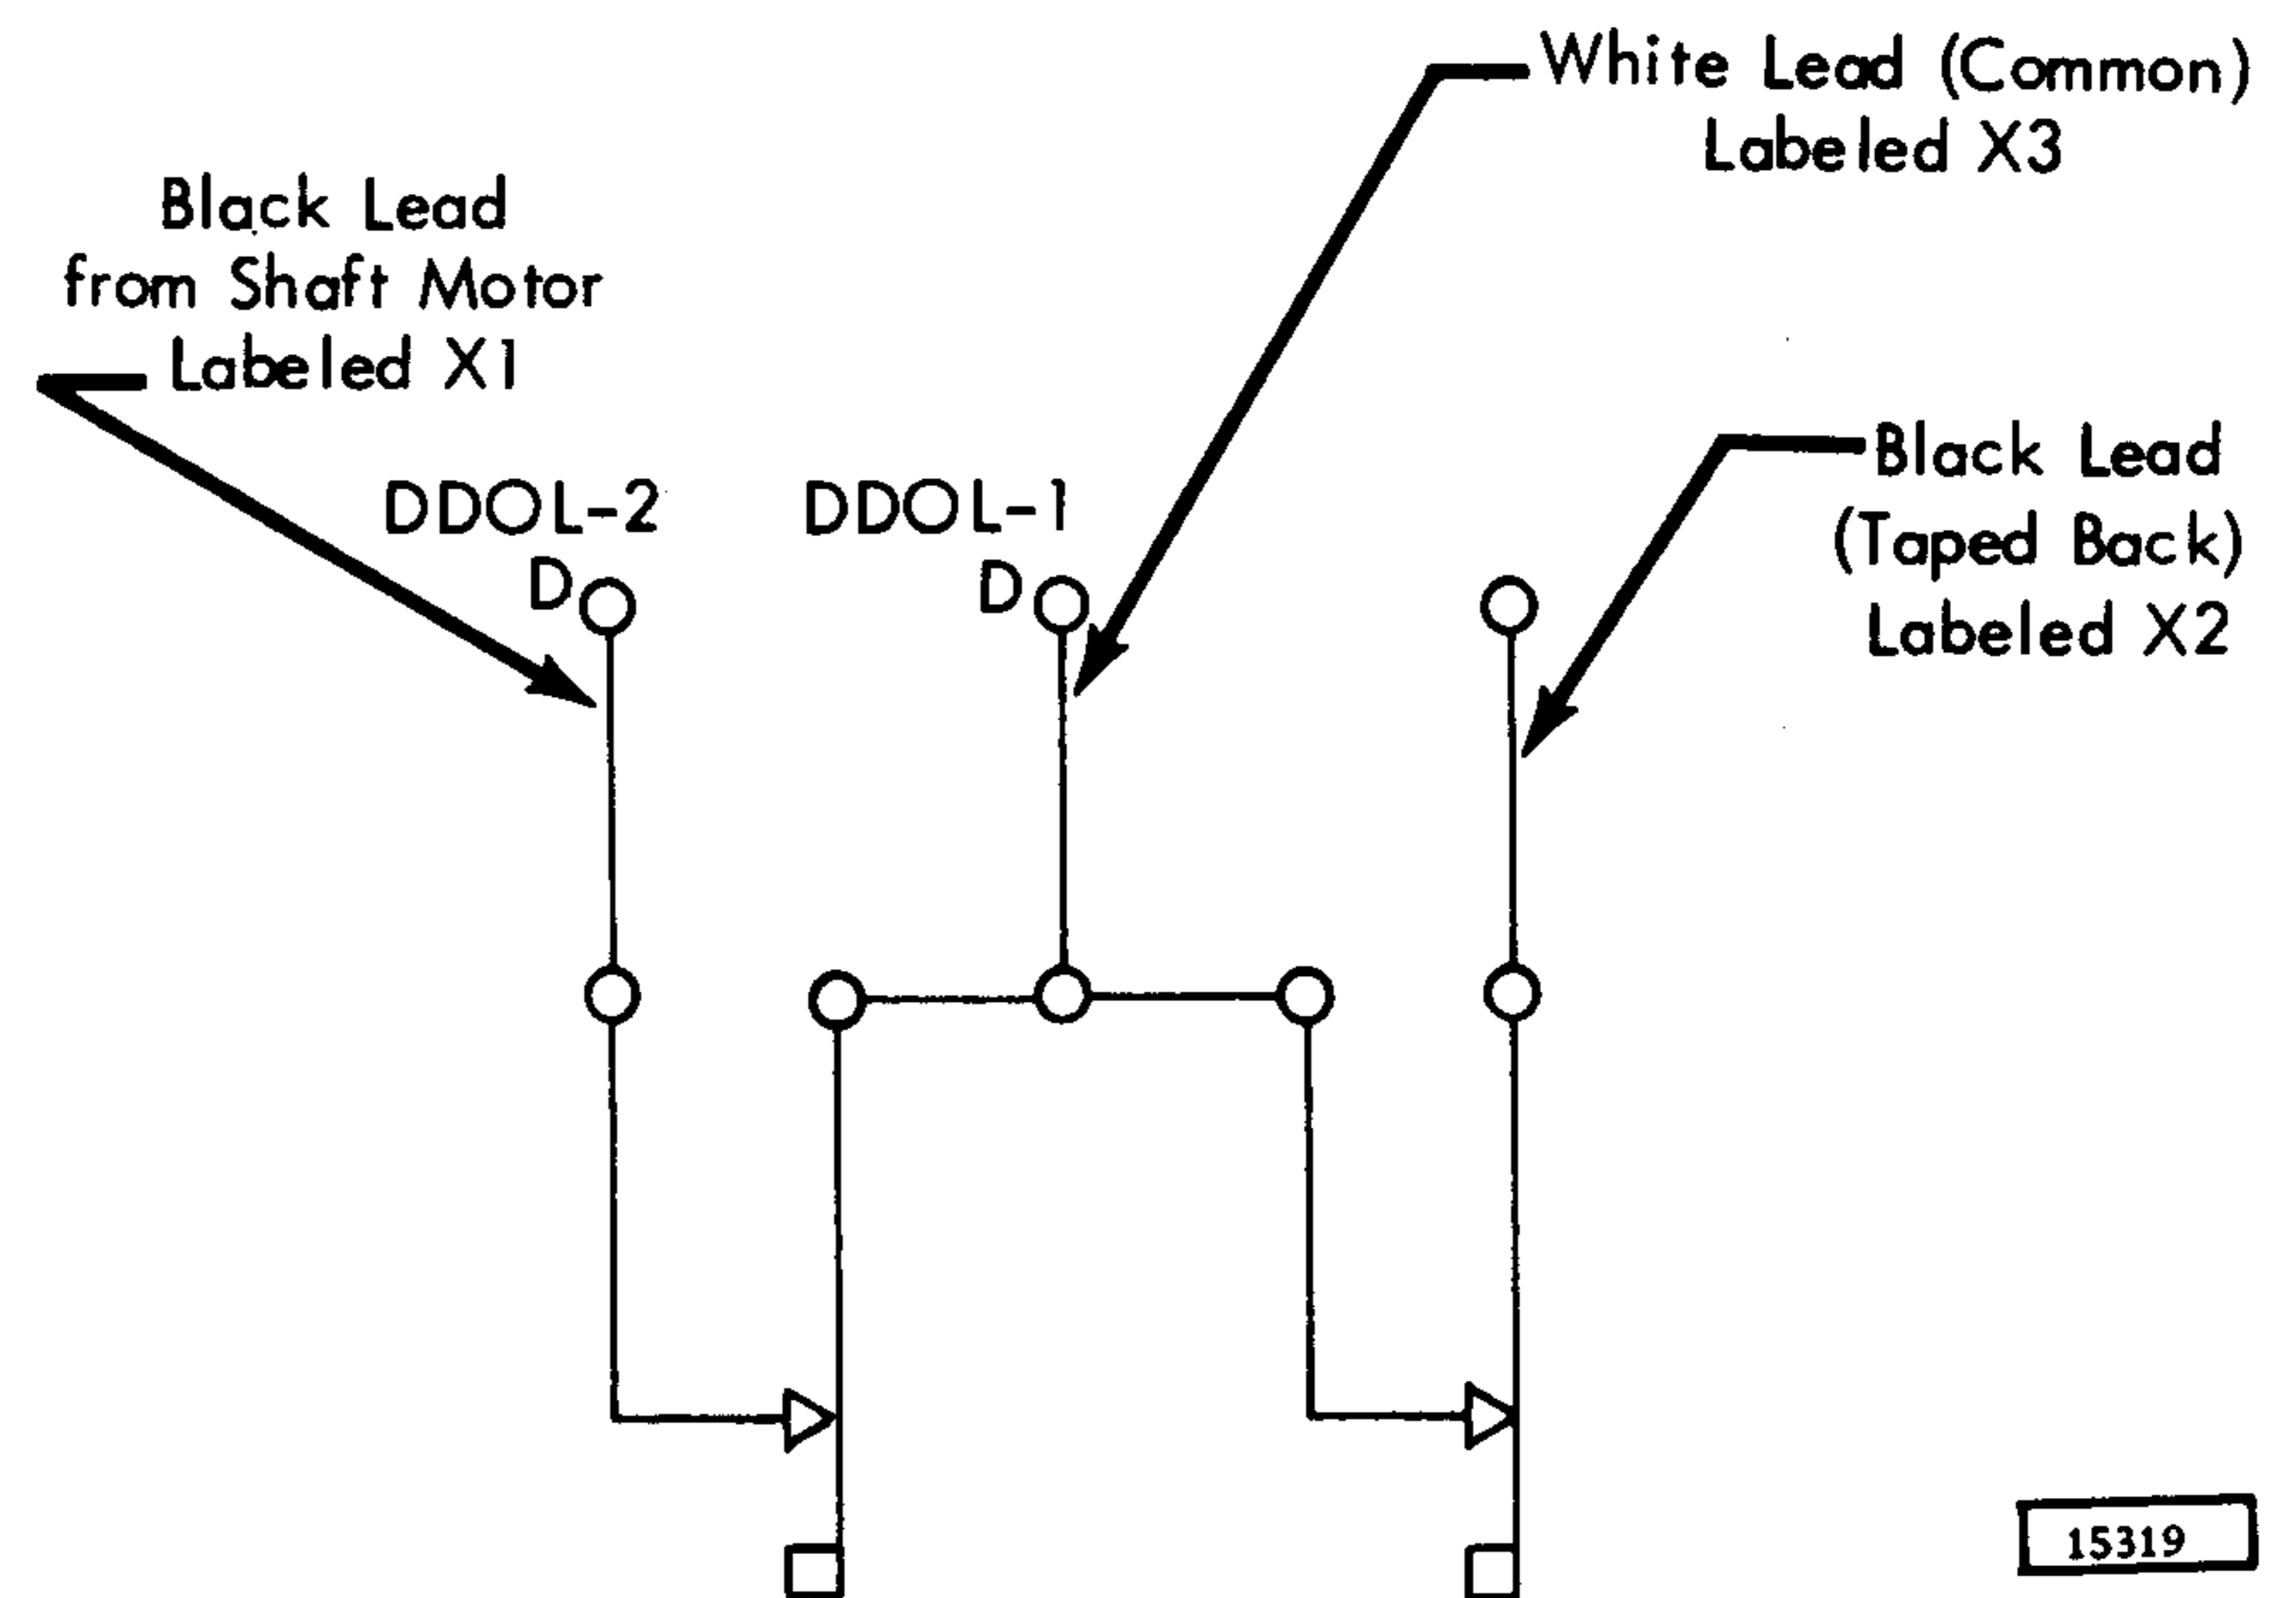 White Lead (Common)
Labeled X3
Black Lead
from Shaft Motor
Labeled X1
Black Lead
(Taped Back)
Labeled X2
DDOL-2
D
DDOL-1
D
15319